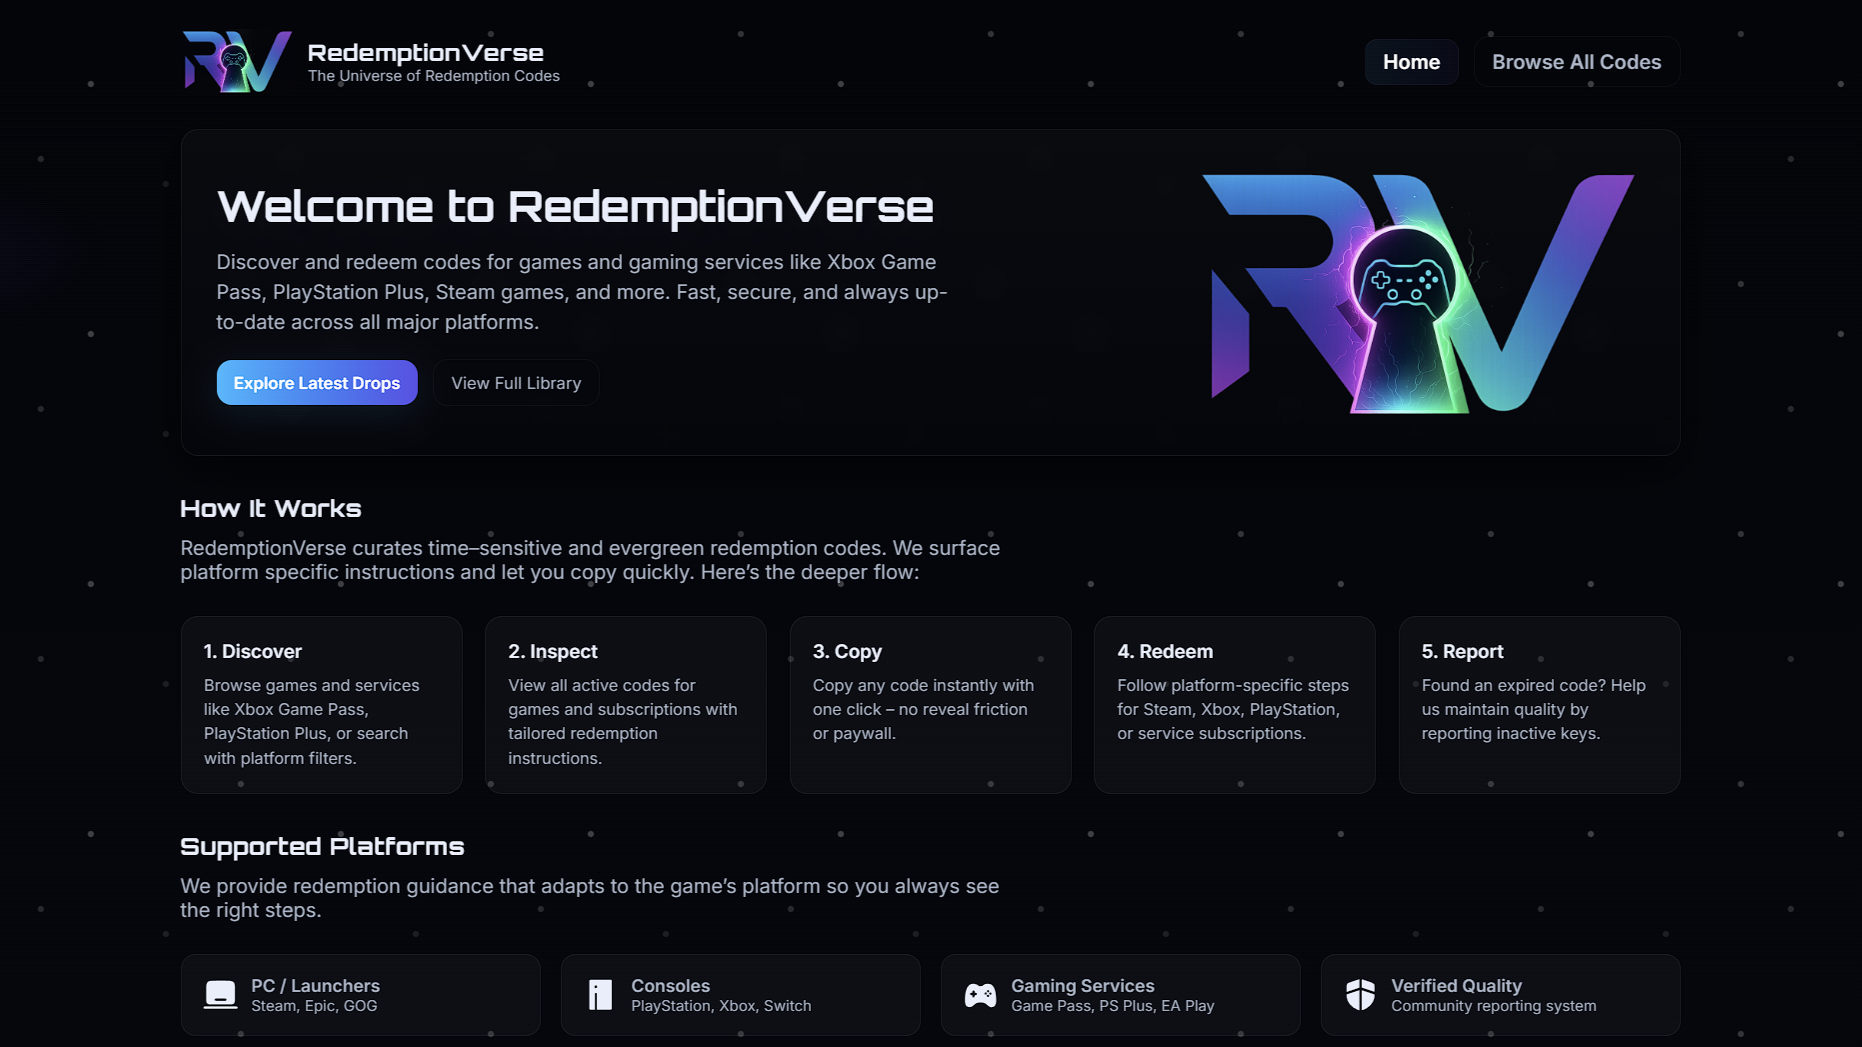 RV
RedemptionVerse
The Universe of Redemption Codes
Home
Browse All Codes
Welcome to RedemptionVerse
Discover and redeem codes for games and gaming services like Xbox Game
Pass, PlayStation Plus, Steam games, and more. Fast, secure, and always up-
to-date across all major platforms.
Explore Latest Drops
View Full Library
RV
How It Works
RedemptionVerse curates time–sensitive and evergreen redemption codes. We surface
platform specific instructions and let you copy quickly. Here’s the deeper flow:
1. Discover
Browse games and services
like Xbox Game Pass,
PlayStation Plus, or search
with platform filters.
2. Inspect
View all active codes for
games and subscriptions with
tailored redemption
instructions.
3. Copy
Copy any code instantly with
one click – no reveal friction
or paywall.
4. Redeem
Follow platform-specific steps
for Steam, Xbox, PlayStation,
or service subscriptions.
5. Report
Found an expired code? Help
us maintain quality by
reporting inactive keys.
Supported Platforms
We provide redemption guidance that adapts to the game’s platform so you always see
the right steps.
PC / Launchers
Steam, Epic, GOG
Consoles
PlayStation, Xbox, Switch
Gaming Services
Game Pass, PS Plus, EA Play
Verified Quality
Community reporting system